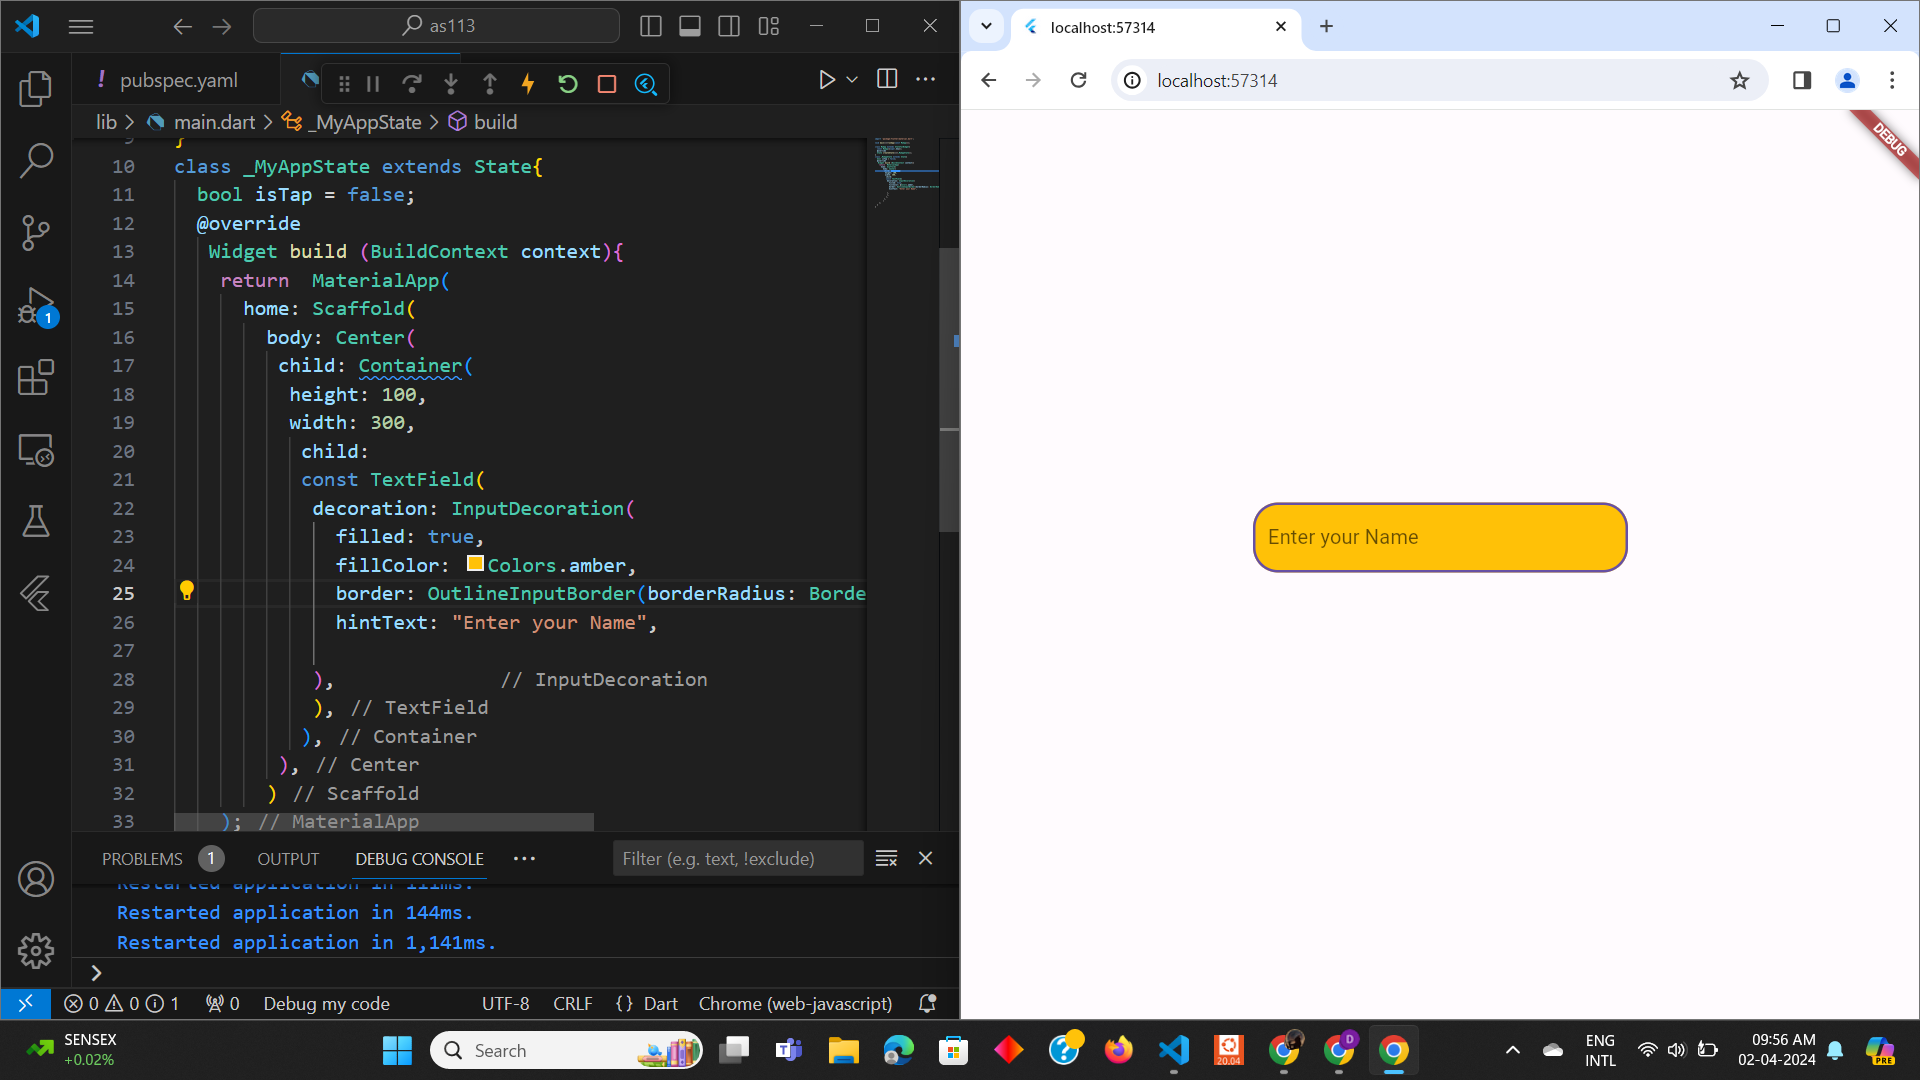 as113
pubspec.yaml
lib > main.dart > _MyAppState > build
9 }
10 class _MyAppState extends State{
11 bool isTap = false;
12 @override
13 Widget build (BuildContext context){
14 return  MaterialApp(
15 home: Scaffold(
16 body: Center(
17 child: Container(
18 height: 100,
19 width: 300,
20 child:
21 const TextField(
22 decoration: InputDecoration(
23 filled: true,
24 fillColor: Colors.amber,
25 border: OutlineInputBorder(borderRadius: Borde
26 hintText: "Enter your Name",
27
28 ), // InputDecoration
29 ), // TextField
30 ), // Container
31 ), // Center
32 ) // Scaffold
33 ); // MaterialApp
PROBLEMS 1 OUTPUT DEBUG CONSOLE ··· Filter (e.g. text, !exclude)
Restarted application in 111ms.
Restarted application in 144ms.
Restarted application in 1,141ms.
1
0 0 1 0 Debug my code UTF-8 CRLF {} Dart Chrome (web-javascript)
localhost:57314
localhost:57314
DEBUG
Enter your Name
SENSEX
+0.02%
Search
20.04
D
ENG
INTL
09:56 AM
02-04-2024
PRE